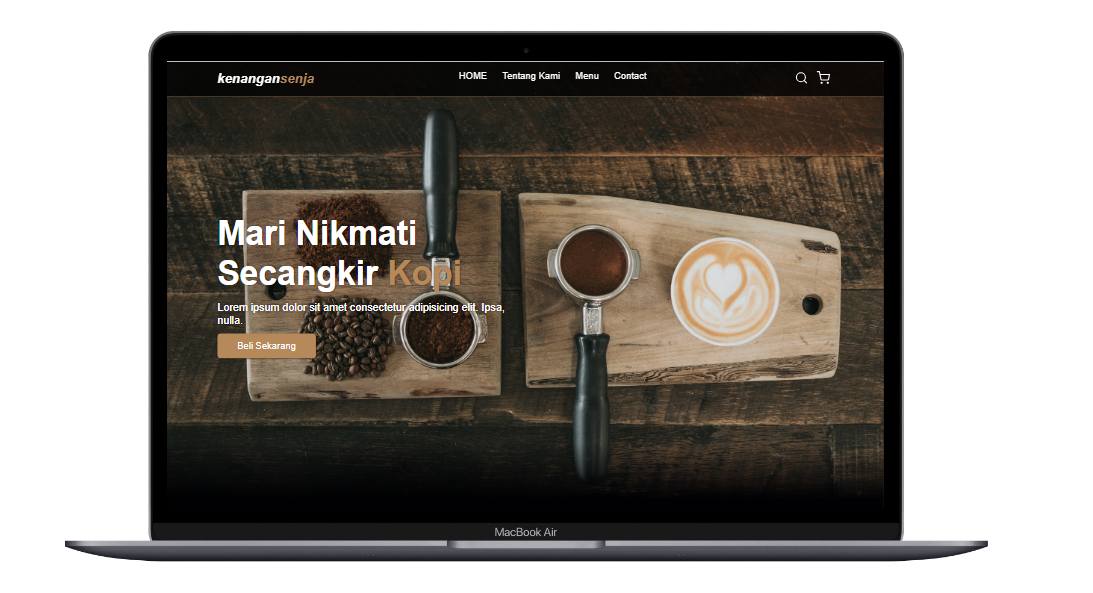 kenangansenja
HOME Tentang Kami Menu Contact
Mari Nikmati
Secangkir Kopi
Lorem ipsum dolor sit amet consectetur adipisicing elit. Ipsa,
nulla.
Beli Sekarang
MacBook Air